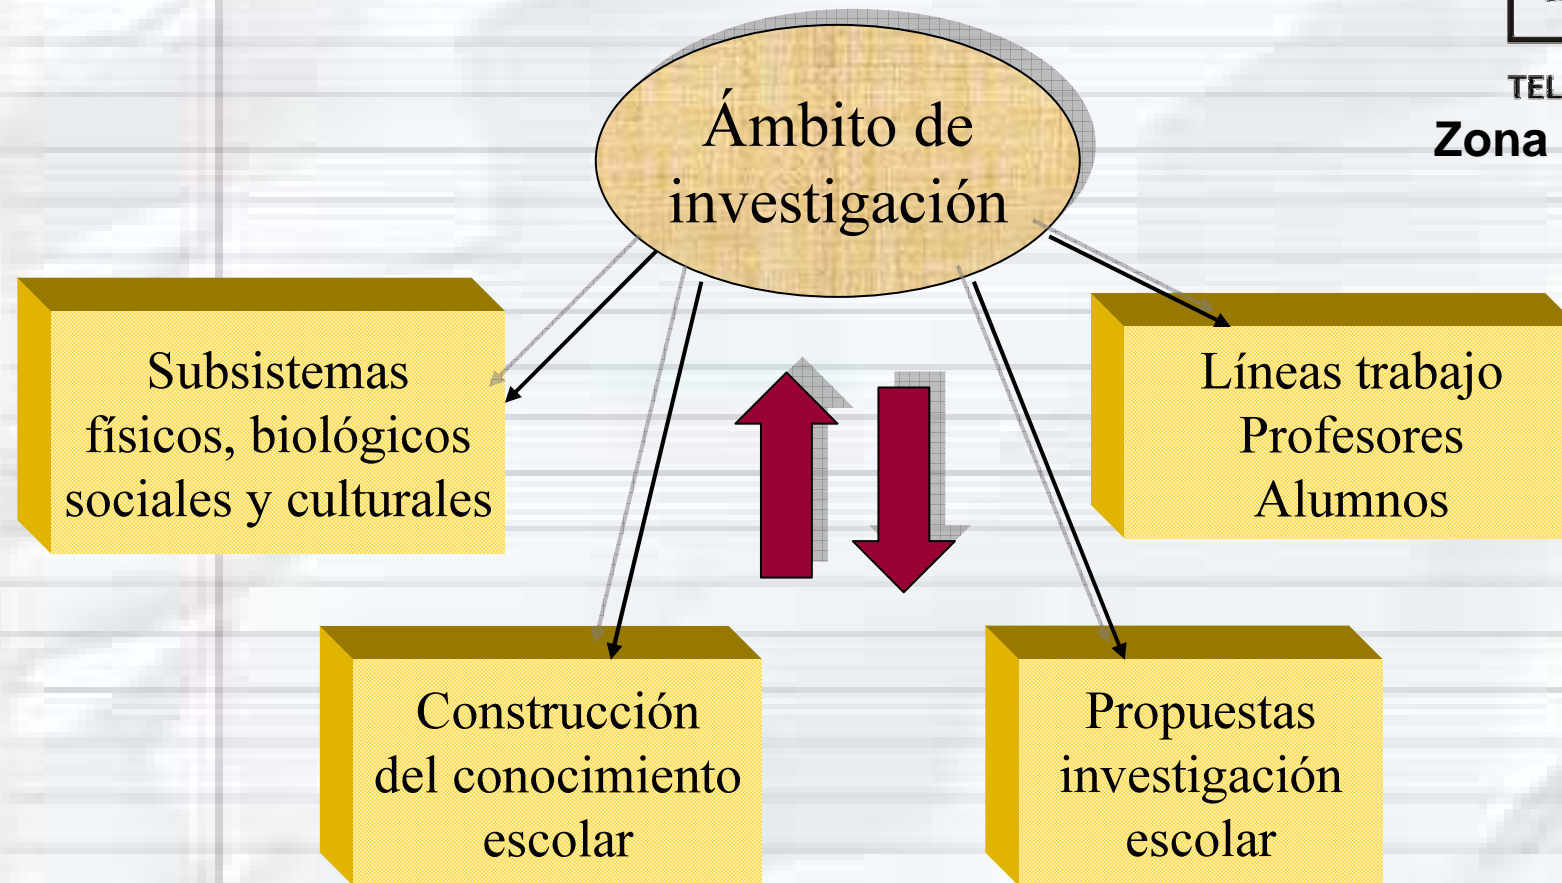 TEL
Zona
Ámbito de
investigación
Subsistemas
físicos, biológicos
sociales y culturales
Líneas trabajo
Profesores
Alumnos
Construcción
del conocimiento
escolar
Propuestas
investigación
escolar